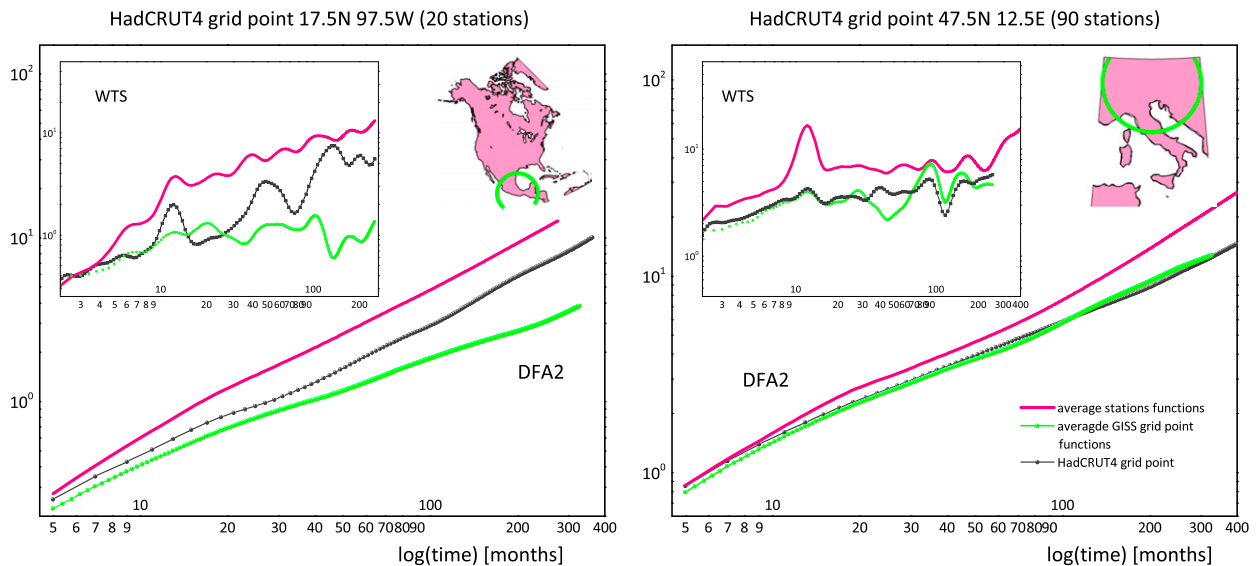 HadCRUT4 grid point 17.5N 97.5W (20 stations)
10²
10¹
10⁰
WTS
10¹
10⁰
10 100
3 4 5 6 7 8 9 20 30 40 50 60 70 80 90 200
DFA2
10 100
5 6 7 8 9 20 30 40 50 60 70 80 90 200 300 400
log(time) [months]
HadCRUT4 grid point 47.5N 12.5E (90 stations)
10²
10¹
10⁰
WTS
10¹
10⁰
10 100
3 4 5 6 7 8 9 20 30 40 50 60 70 80 90 200 300 400
DFA2
average stations functions
averagde GISS grid point
functions
HadCRUT4 grid point
10 100
5 6 7 8 9 20 30 40 50 60 70 80 90 200 300 400
log(time) [months]